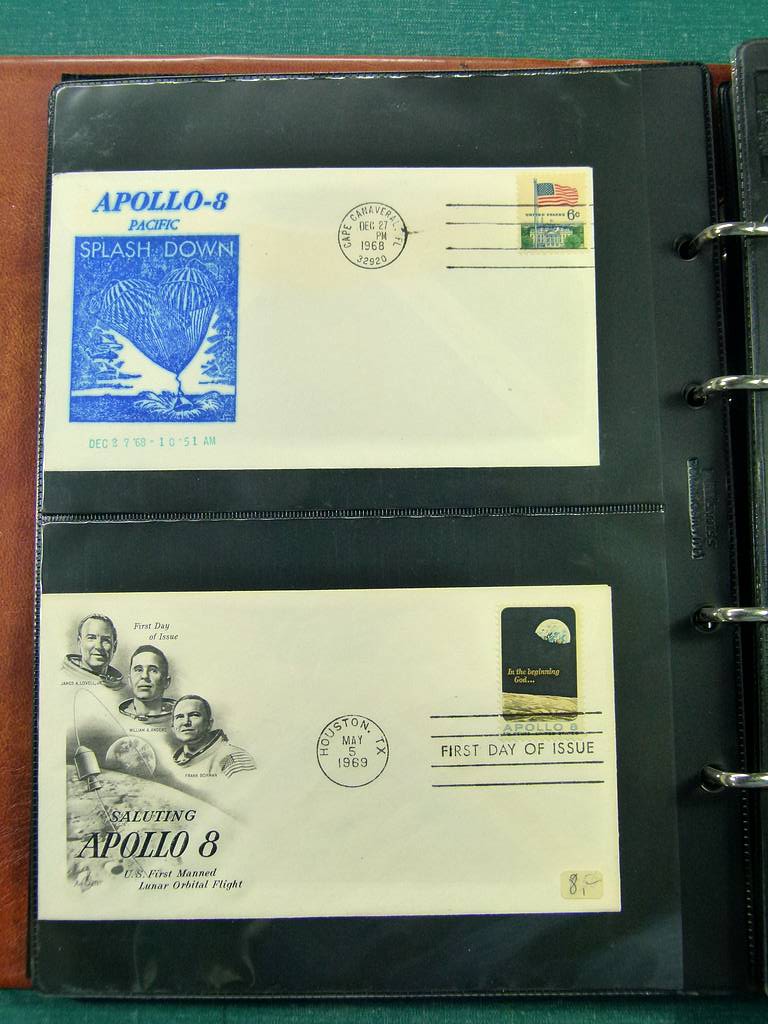 APOLLO-8
PACIFIC
SPLASH DOWN
DEC 27 '68 - 10 51 AM
CAPE CANAVERAL, FL
DEC 27
PM
1968
32920
UNITED STATES
6c
First Day
of Issue
JAMES A. LOVELL, JR.
WILLIAM A. ANDERS
FRANK BORMAN
SALUTING
APOLLO 8
U.S. First Manned
Lunar Orbital Flight
HOUSTON, TX
MAY
5
1969
In the beginning
God...
APOLLO 8
FIRST DAY OF ISSUE
8,-